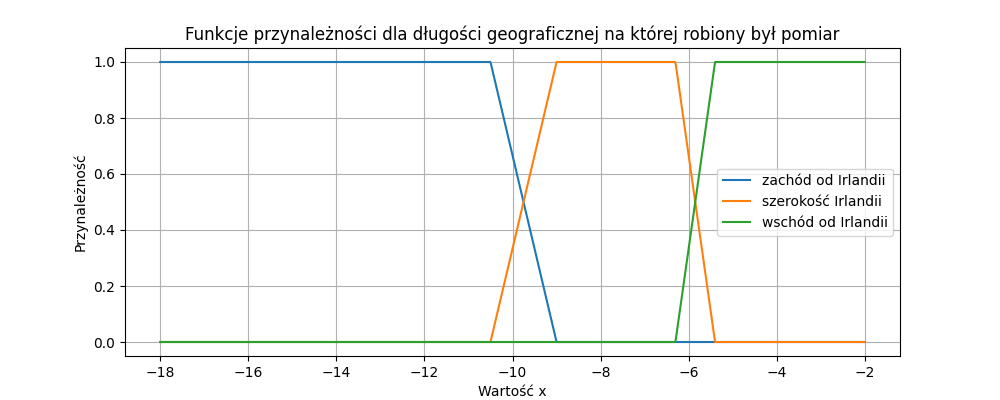 Funkcje przynależności dla długości geograficznej na której robiony był pomiar
1.0
0.8
0.6
0.4
0.2
0.0
Przynależność
zachód od Irlandii
szerokość Irlandii
wschód od Irlandii
−18
−16
−14
−12
−10
−8
−6
−4
−2
Wartość x